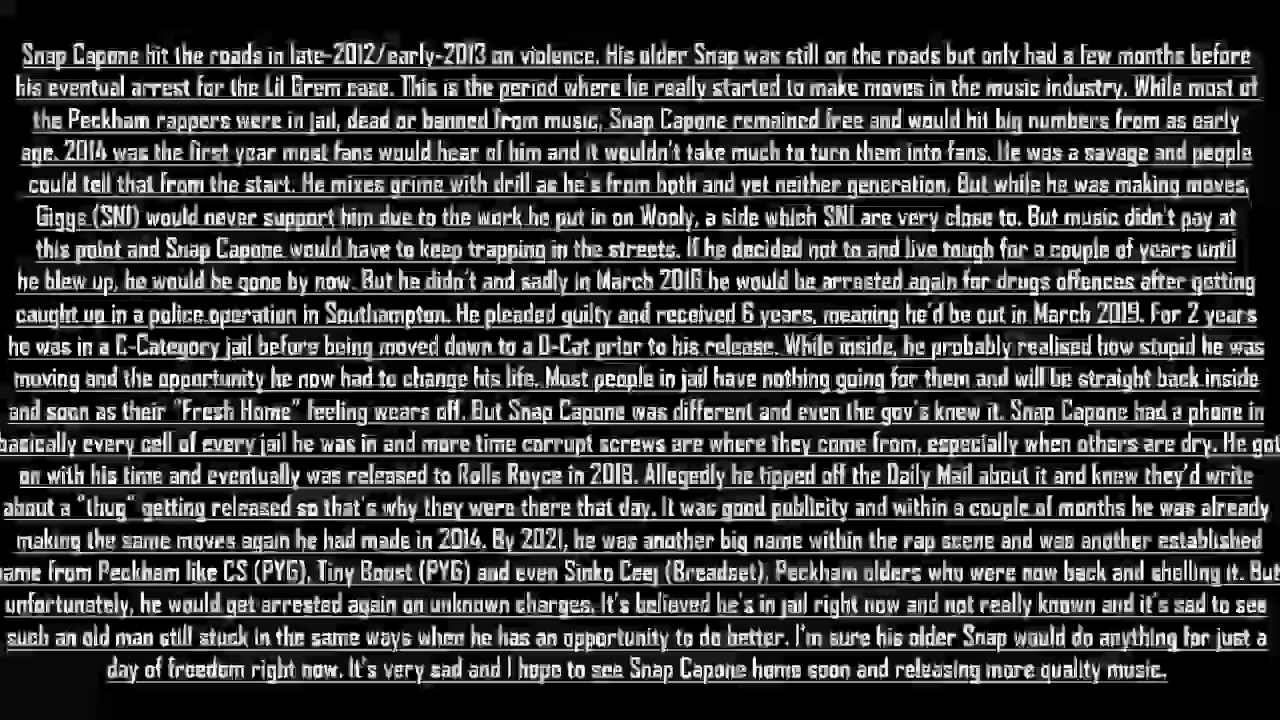 Snap Capone hit the roads in late-2012/early-2013 on violence. His older Snap was still on the roads but only had a few months before
his eventual arrest for the Lil Grem case. This is the period where he really started to make moves in the music industry. While most of
the Peckham rappers were in jail, dead or banned from music, Snap Capone remained free and would hit big numbers from as early
age. 2014 was the first year most fans would hear of him and it wouldn't take much to turn them into fans. He was a savage and people
could tell that from the start. He mixes grime with drill as he's from both and yet neither generation. But while he was making moves,
Giggs (SN1) would never support him due to the work he put in on Wooly, a side which SN1 are very close to. But music didn't pay at
this point and Snap Capone would have to keep trapping in the streets. If he decided not to and live tough for a couple of years until
he blew up, he would be gone by now. But he didn't and sadly in March 2016 he would be arrested again for drugs offences after getting
caught up in a police operation in Southampton. He pleaded guilty and received 6 years, meaning he'd be out in March 2019. For 2 years
he was in a C-Category jail before being moved down to a D-Cat prior to his release. While inside, he probably realised how stupid he was
moving and the opportunity he now had to change his life. Most people in jail have nothing going for them and will be straight back inside
and soon as their "Fresh Home" feeling wears off. But Snap Capone was different and even the gov's knew it. Snap Capone had a phone in
basically every cell of every jail he was in and more time corrupt screws are where they come from, especially when others are dry. He got
on with his time and eventually was released to Rolls Royce in 2019. Allegedly he tipped off the Daily Mail about it and knew they'd write
about a "thug" getting released so that's why they were there that day. It was good publicity and within a couple of months he was already
making the same moves again he had made in 2014. By 2021, he was another big name within the rap scene and was another established
ame from Peckham like CS (PYG), Tiny Boost (PYG) and even Sinko Ceej (Breadset), Peckham olders who were now back and shelling it. But
unfortunately, he would get arrested again on unknown charges. It's believed he's in jail right now and not really known and it's sad to see
such an old man still stuck in the same ways when he has an opportunity to do better. I'm sure his older Snap would do anything for just a
day of freedom right now. It's very sad and I hope to see Snap Capone home soon and releasing more quality music.